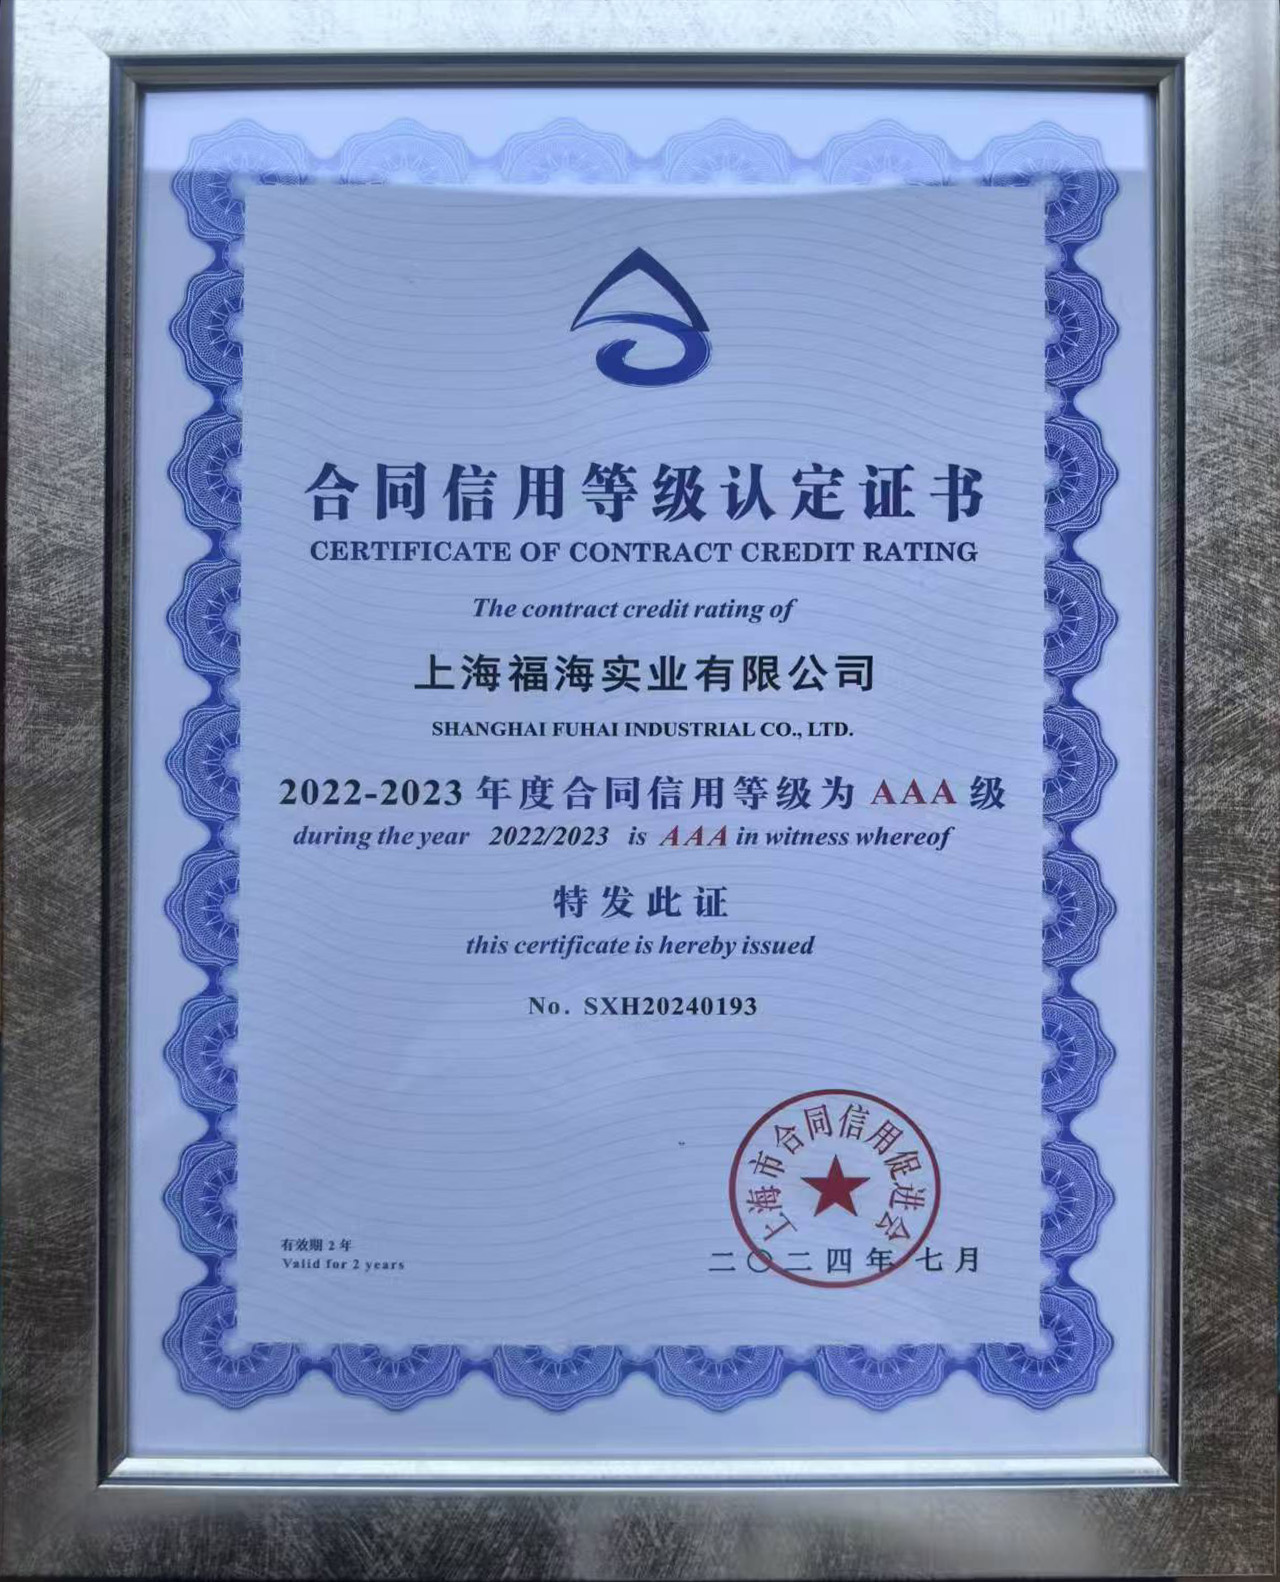 合同信用等级认定证书
CERTIFICATE OF CONTRACT CREDIT RATING
The contract credit rating of
上海福海实业有限公司
SHANGHAI FUHAI INDUSTRIAL CO., LTD.
2022-2023 年度合同信用等级为 AAA 级
during the year 2022/2023 is AAA in witness whereof
特发此证
this certificate is hereby issued
No. SXH20240193
上海市合同信用促进会
有效期 2 年
Valid for 2 years
二〇二四年七月